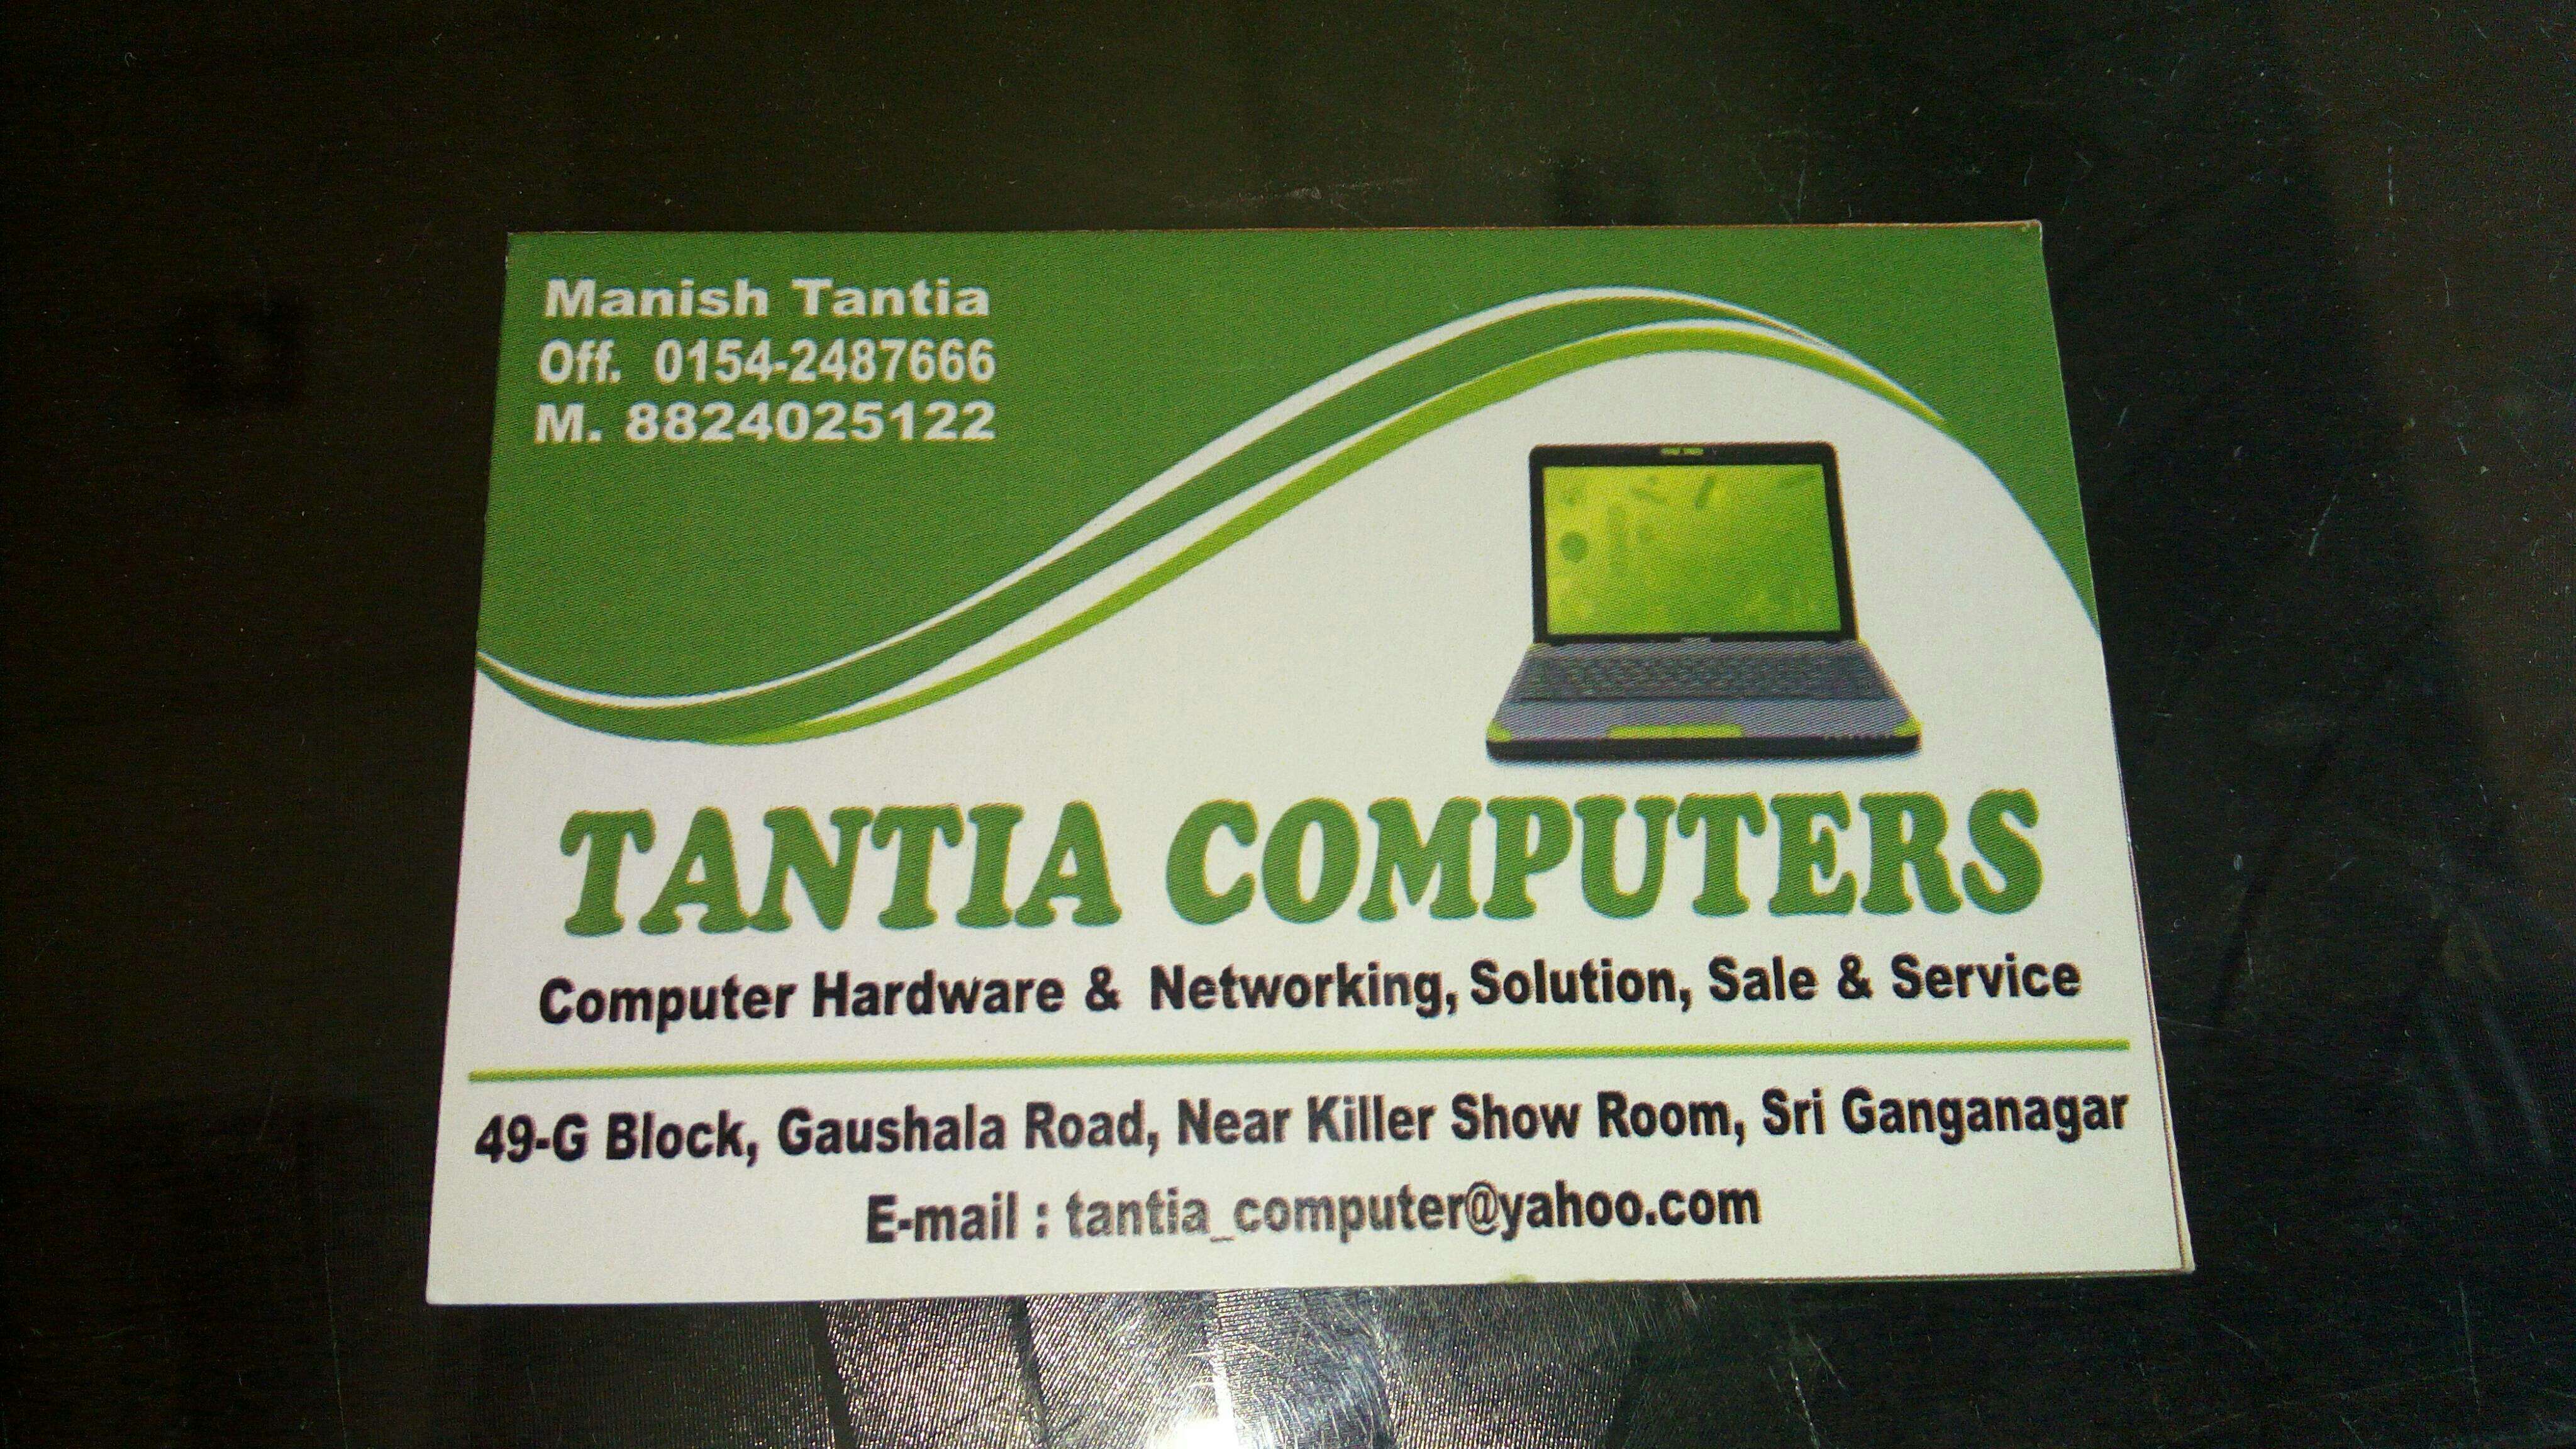 Manish Tantia
Off. 0154-2487666
M. 8824025122
TANTIA COMPUTERS
Computer Hardware & Networking, Solution, Sale & Service
49-G Block, Gaushala Road, Near Killer Show Room, Sri Ganganagar
E-mail : tantia_computer@yahoo.com